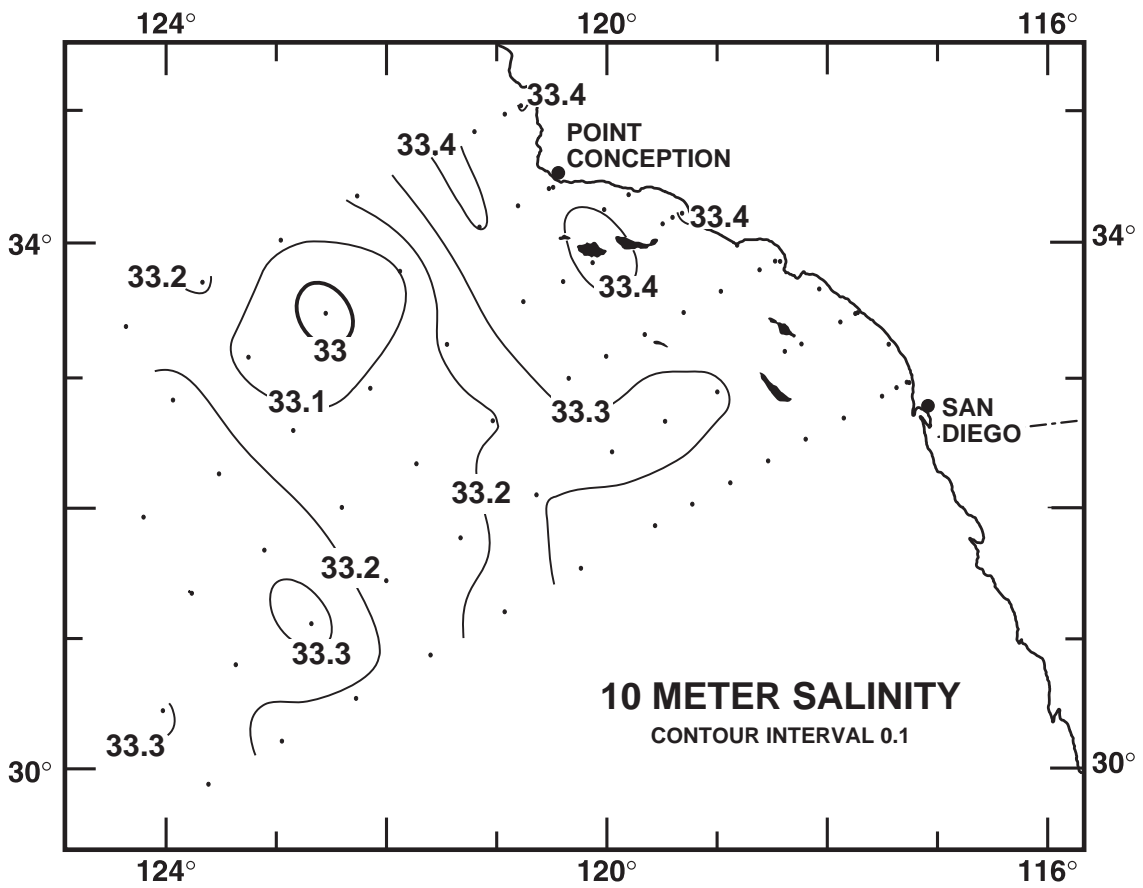 124° 120° 116°
33.4
POINT
CONCEPTION
33.4
33.4
34° 34°
33.2
33.4
33
33.1
33.3
SAN
DIEGO
33.2
33.2
33.3
10 METER SALINITY
CONTOUR INTERVAL 0.1
33.3
30° 30°
124° 120° 116°